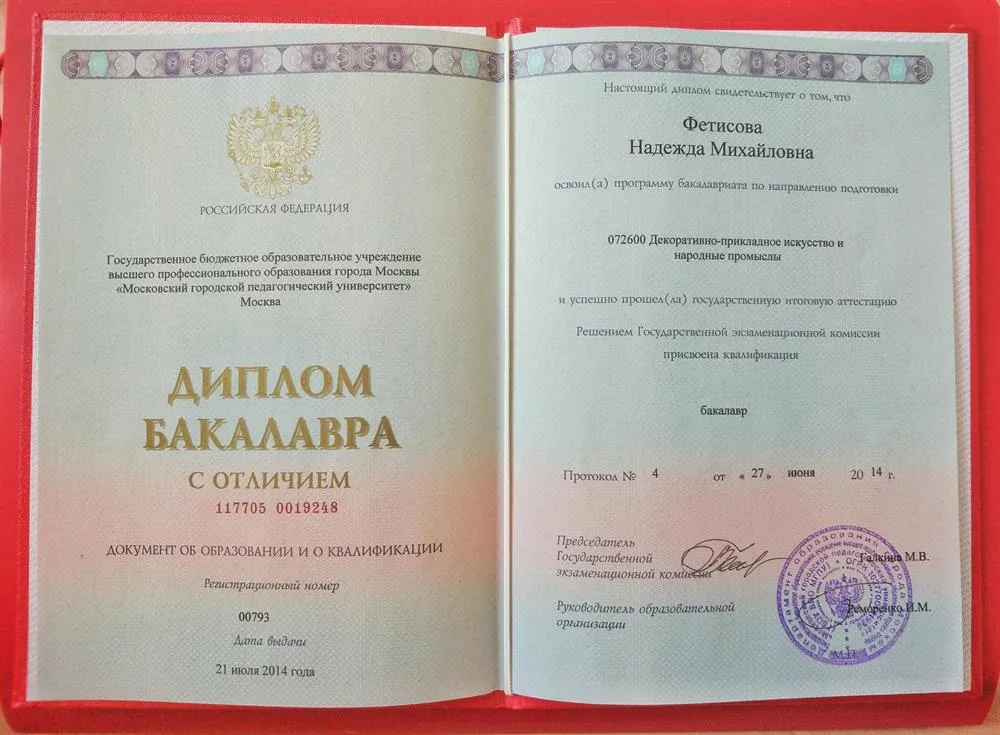 РОССИЙСКАЯ ФЕДЕРАЦИЯ
Государственное бюджетное образовательное учреждение
высшего профессионального образования города Москвы
«Московский городской педагогический университет»
Москва
ДИПЛОМ
БАКАЛАВРА
С ОТЛИЧИЕМ
117705 0019248
ДОКУМЕНТ ОБ ОБРАЗОВАНИИ И О КВАЛИФИКАЦИИ
Регистрационный номер
00793
Дата выдачи
21 июля 2014 года
Настоящий диплом свидетельствует о том, что
Фетисова
Надежда Михайловна
освоил(а) программу бакалавриата по направлению подготовки
072600 Декоративно-прикладное искусство и
народные промыслы
и успешно прошел(ла) государственную итоговую аттестацию
Решением Государственной экзаменационной комиссии
присвоена квалификация
бакалавр
Протокол № 4 от « 27 » июня 20 14 г.
Председатель
Государственной
экзаменационной комиссии
Галкина М.В.
Руководитель образовательной
организации
Реморенко И.М.
М.П.